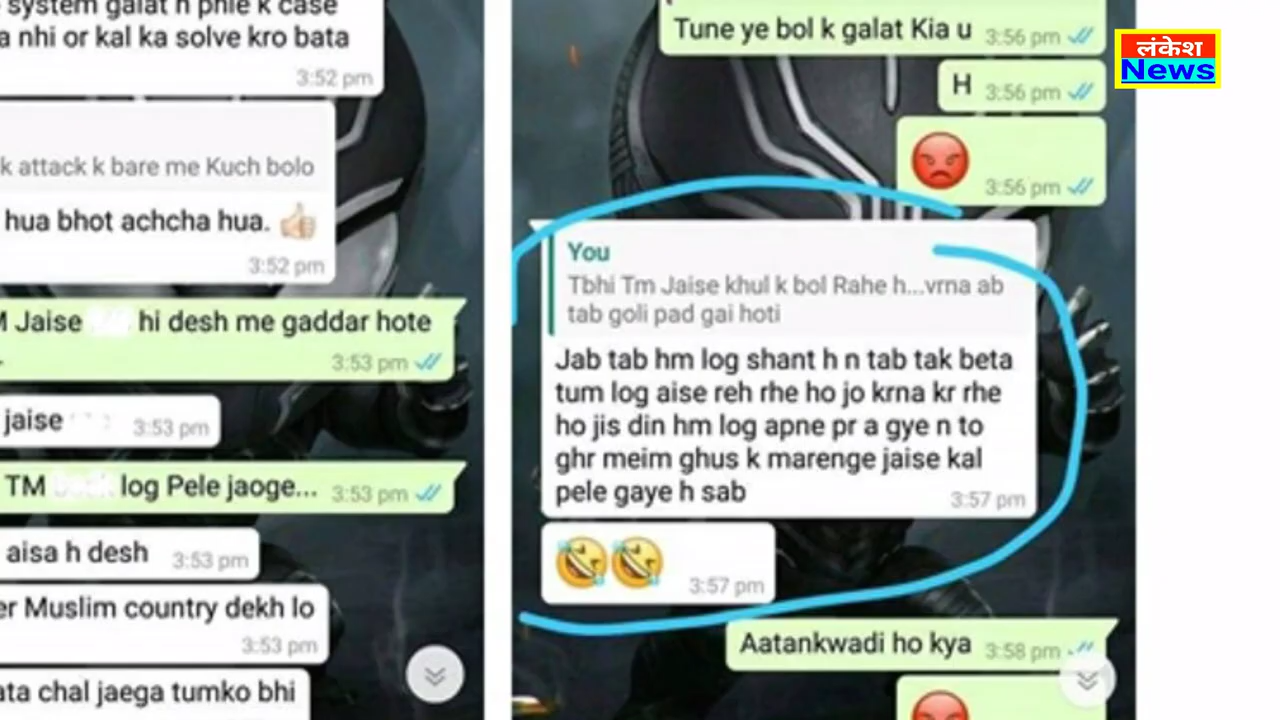 system galat h phle k case
a nhi or kal ka solve kro bata
3:52 pm
k attack k bare me Kuch bolo
hua bhot achcha hua. 👍
3:52 pm
Jaise hi desh me gaddar hote
3:53 pm
jaise 3:53 pm
TM log Pele jaoge... 3:53 pm
aisa h desh 3:53 pm
er Muslim country dekh lo
3:53 pm
ata chal jaega tumko bhi
Tune ye bol k galat Kia u 3:56 pm
H 3:56 pm
😡
3:56 pm
You
Tbhi Tm Jaise khul k bol Rahe h...vrna ab
tab goli pad gai hoti
Jab tab hm log shant h n tab tak beta
tum log aise reh rhe ho jo krna kr rhe
ho jis din hm log apne pr a gye n to
ghr meim ghus k marenge jaise kal
pele gaye h sab
3:57 pm
🤣🤣 3:57 pm
Aatankwadi ho kya 3:58 pm
😡
लंकेश
News